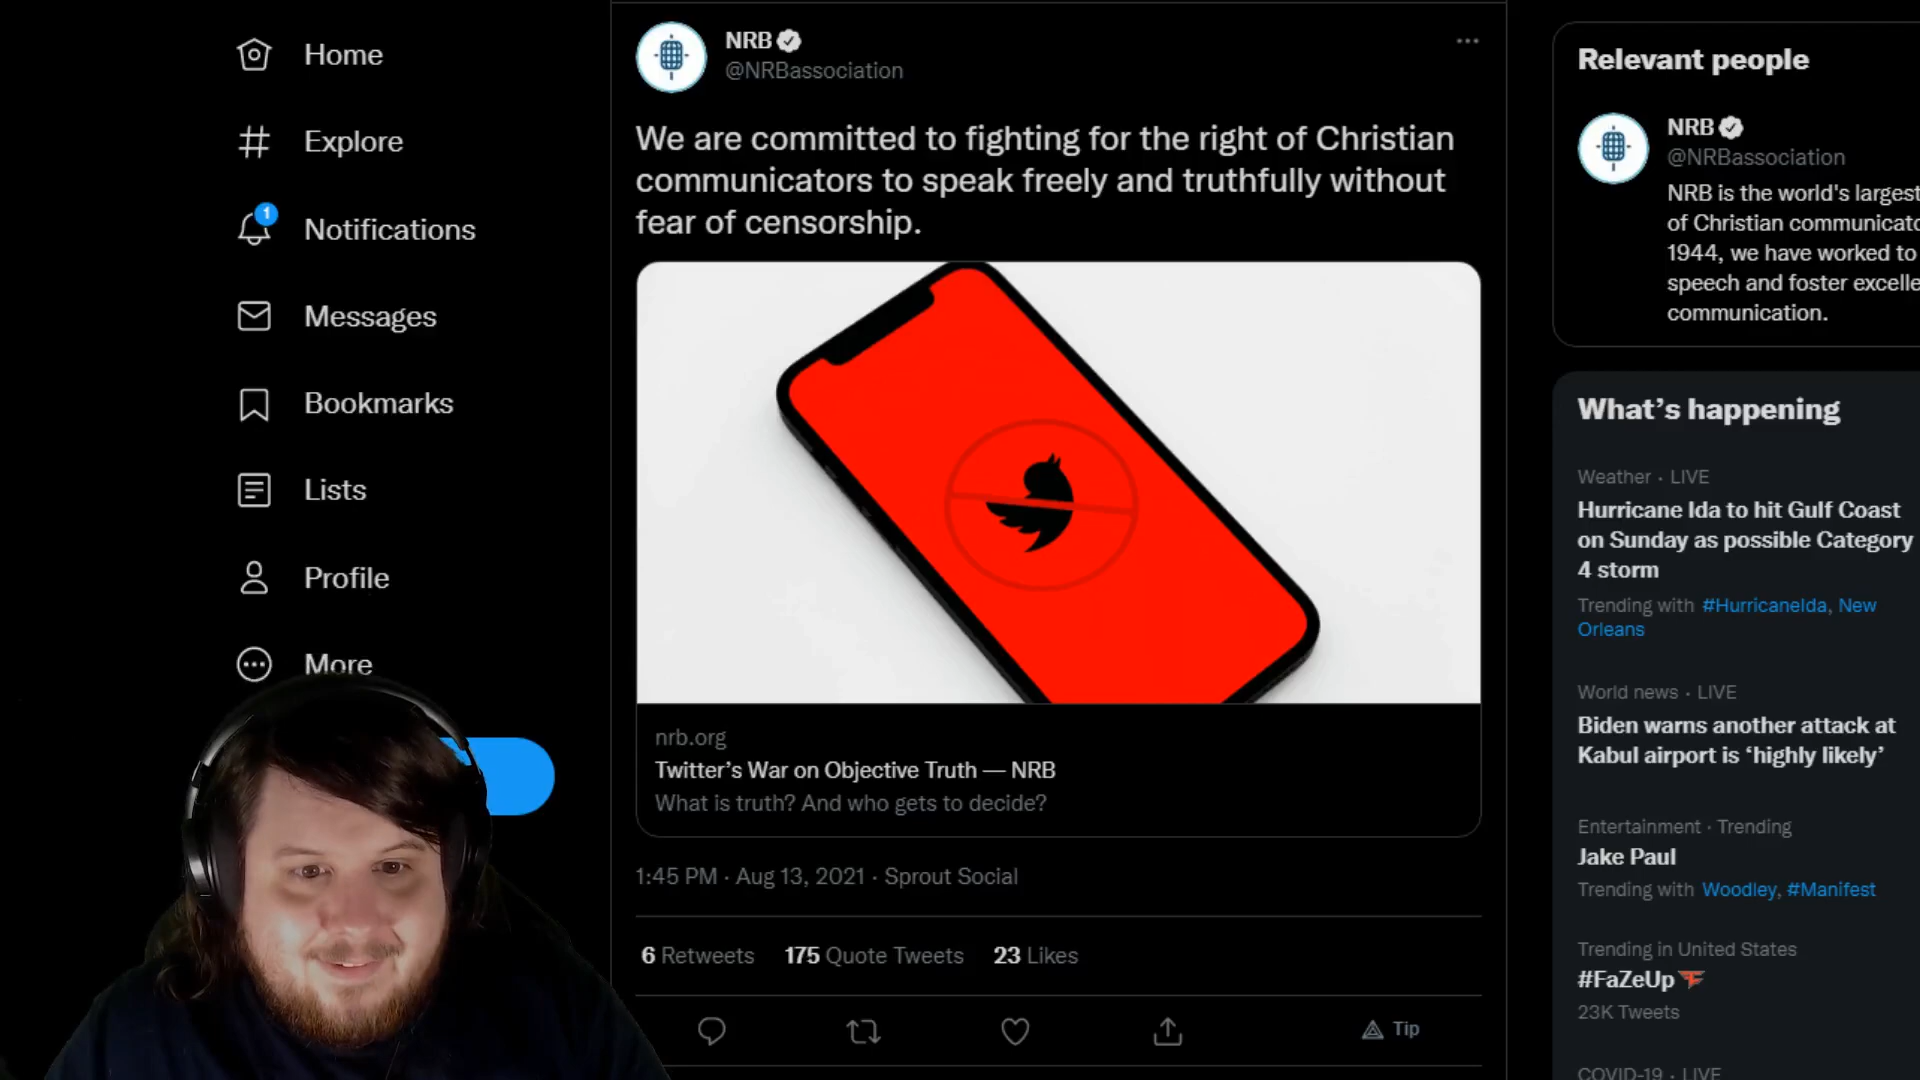 Home
Explore
1
Notifications
Messages
Bookmarks
Lists
Profile
More
NRB
@NRBassociation
We are committed to fighting for the right of Christian
communicators to speak freely and truthfully without
fear of censorship.
nrb.org
Twitter's War on Objective Truth — NRB
What is truth? And who gets to decide?
1:45 PM · Aug 13, 2021 · Sprout Social
6 Retweets 175 Quote Tweets 23 Likes
Tip
Relevant people
NRB
@NRBassociation
NRB is the world's largest
of Christian communicato
1944, we have worked to
speech and foster excelle
communication.
What's happening
Weather · LIVE
Hurricane Ida to hit Gulf Coast
on Sunday as possible Category
4 storm
Trending with #HurricaneIda, New
Orleans
World news · LIVE
Biden warns another attack at
Kabul airport is ‘highly likely’
Entertainment · Trending
Jake Paul
Trending with Woodley, #Manifest
Trending in United States
#FaZeUp
23K Tweets
COVID-19 · LIVE